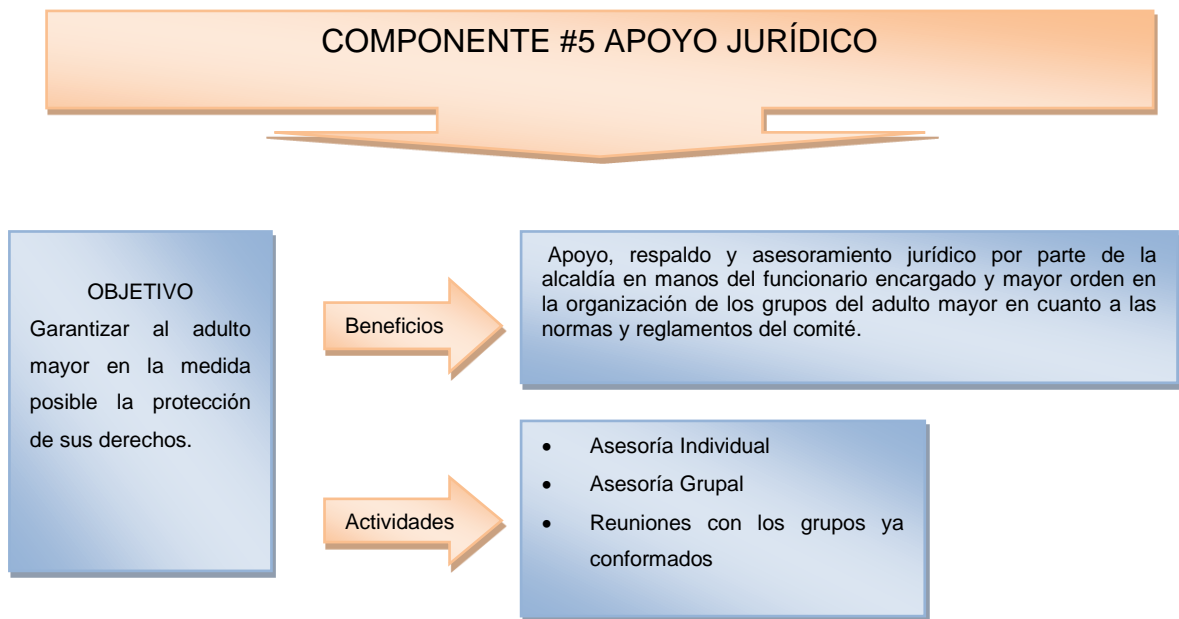 COMPONENTE #5 APOYO JURÍDICO
OBJETIVO
Garantizar al adulto
mayor en la medida
posible la protección
de sus derechos.
Beneficios
Apoyo, respaldo y asesoramiento jurídico por parte de la
alcaldía en manos del funcionario encargado y mayor orden en
la organización de los grupos del adulto mayor en cuanto a las
normas y reglamentos del comité.
Actividades
• Asesoría Individual
• Asesoría Grupal
• Reuniones con los grupos ya
conformados